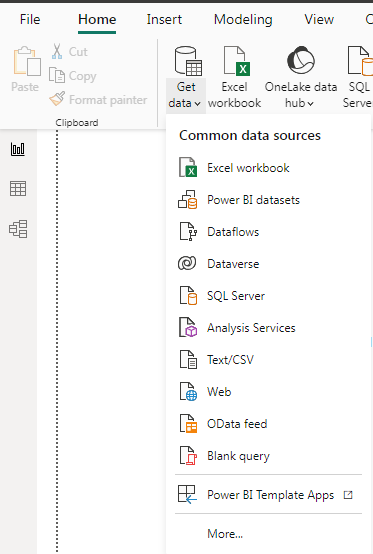 File Home Insert Modeling View
Cut
Copy
Format painter
Paste
Clipboard
Get data
Excel workbook
OneLake data hub
SQL Server
Common data sources
Excel workbook
Power BI datasets
Dataflows
Dataverse
SQL Server
Analysis Services
Text/CSV
Web
OData feed
Blank query
Power BI Template Apps
More...